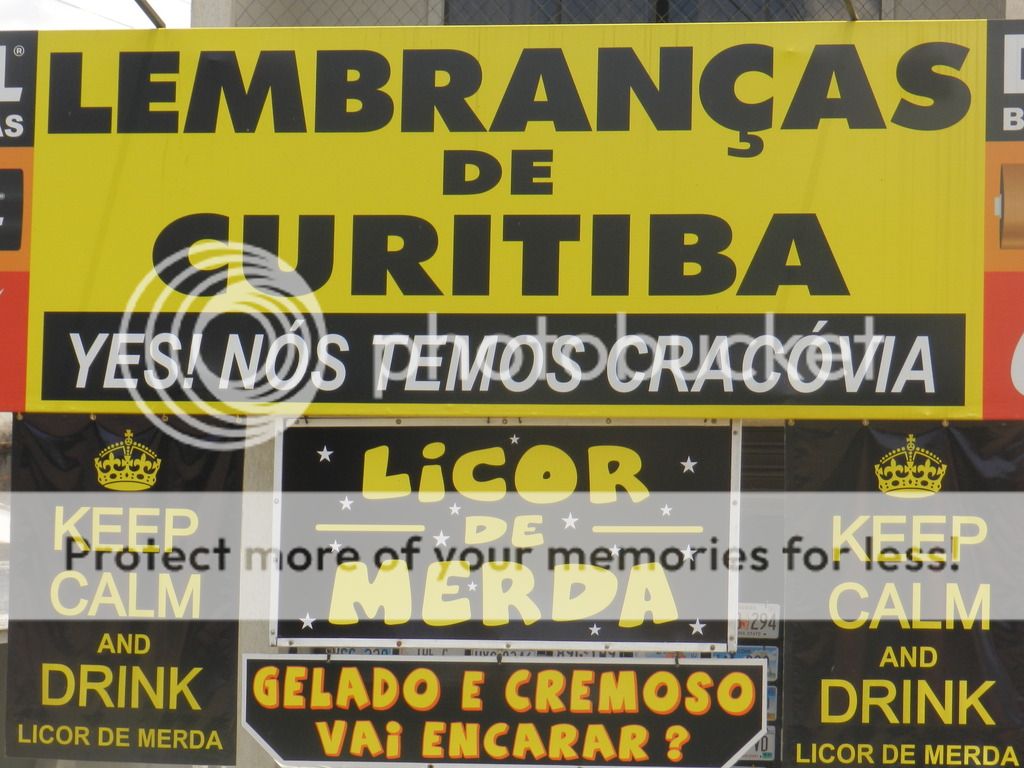 LEMBRANÇAS
DE
CURITIBA
YES! NÓS TEMOS CRACÓVIA
photobucket
LiCOR
DE
MERDA
Protect more of your memories for less!
KEEP
CALM
AND
DRINK
LICOR DE MERDA
GELADO E CREMOSO
VAi ENCARAR ?
KEEP
CALM
AND
DRINK
LICOR DE MERDA
294